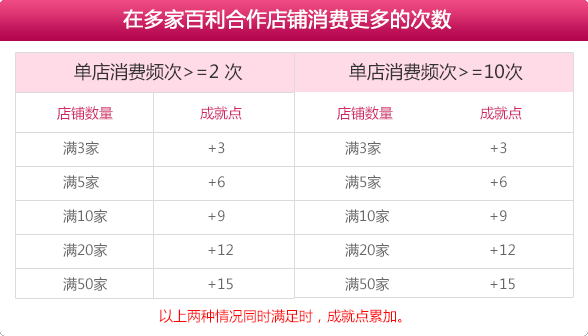 在多家百利合作店铺消费更多的次数
单店消费频次>=2 次 单店消费频次>=10次
店铺数量 成就点 店铺数量 成就点
满3家 +3 满3家 +3
满5家 +6 满5家 +6
满10家 +9 满10家 +9
满20家 +12 满20家 +12
满50家 +15 满50家 +15
以上两种情况同时满足时，成就点累加。